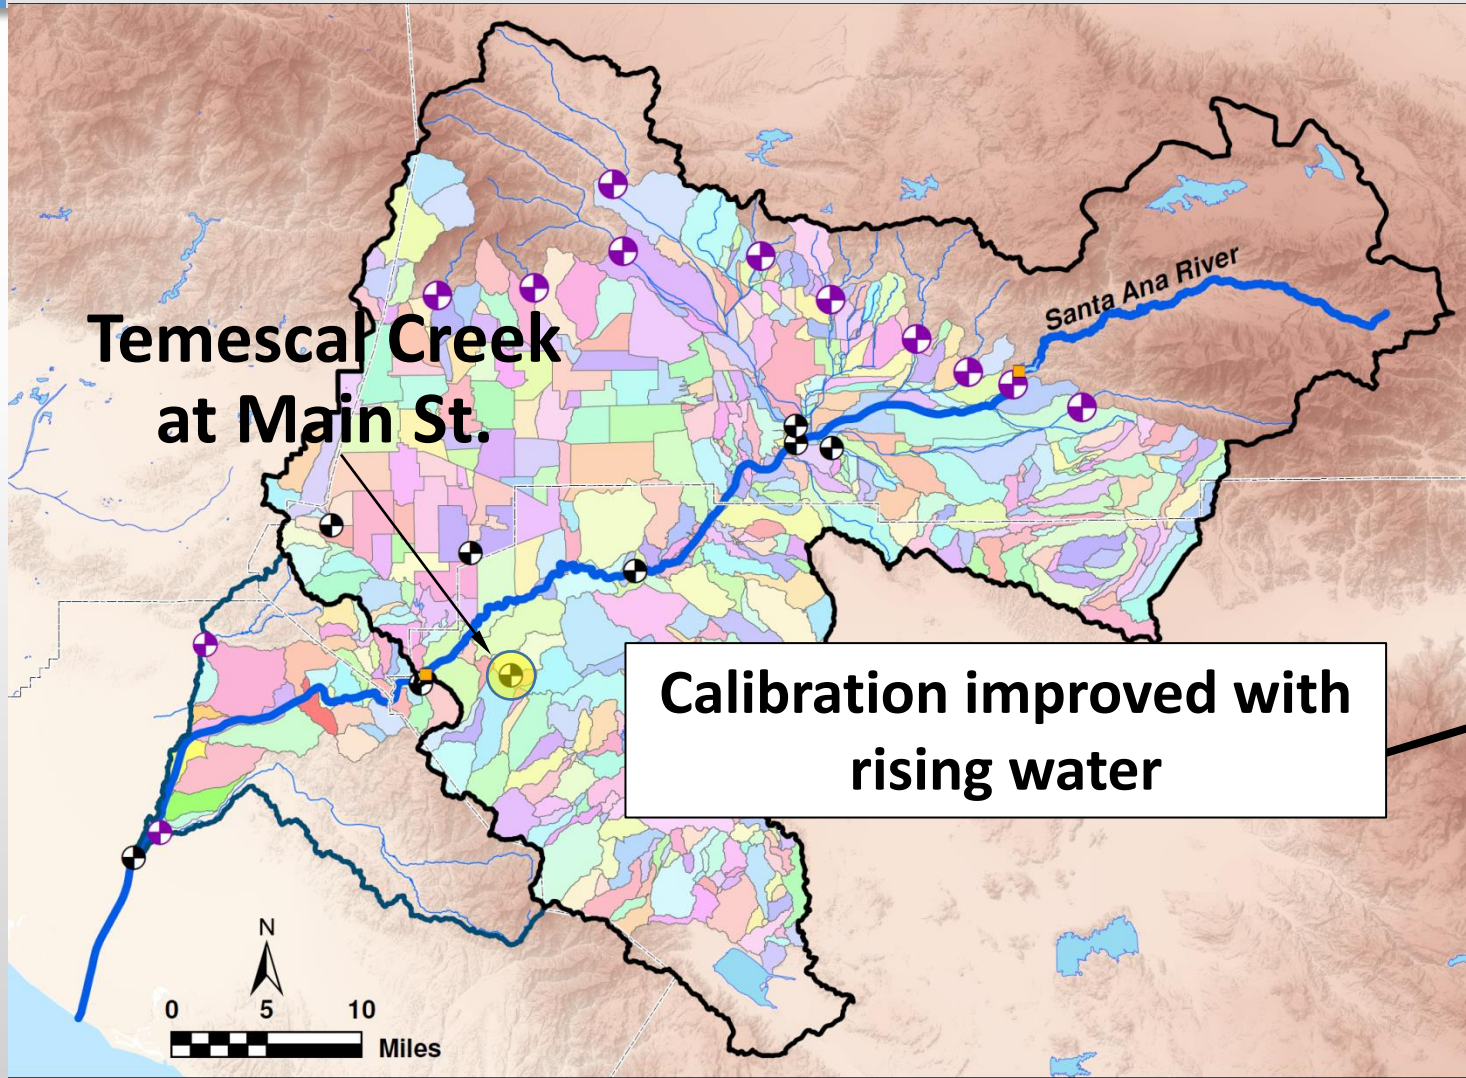 Santa Ana River
Temescal Creek
at Main St.
Calibration improved with
rising water
N
0 5 10
Miles